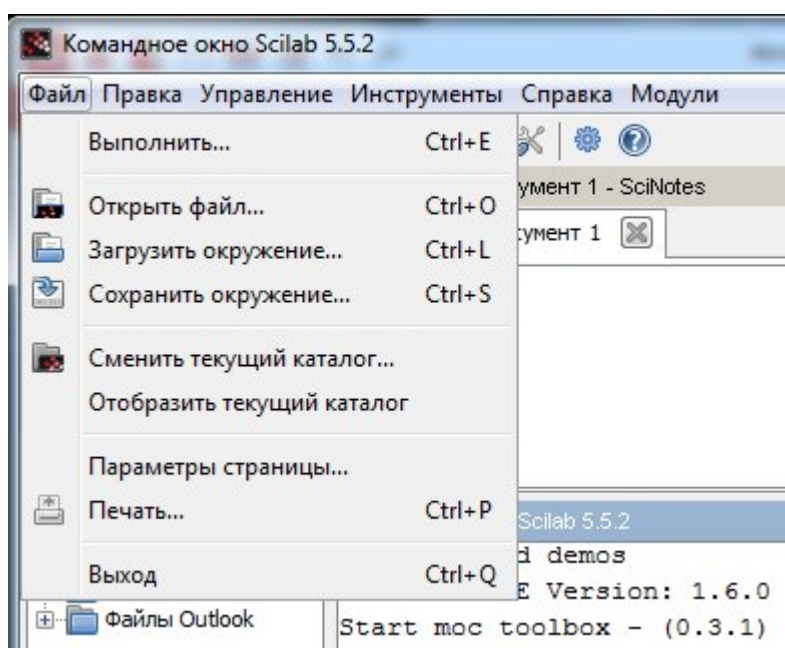 Командное окно Scilab 5.5.2
Файл Правка Управление Инструменты Справка Модули
Выполнить... Ctrl+E
умент 1 - SciNotes
Открыть файл... Ctrl+O
умент 1
Загрузить окружение... Ctrl+L
Сохранить окружение... Ctrl+S
Сменить текущий каталог...
Отобразить текущий каталог
Параметры страницы...
Печать... Ctrl+P
Scilab 5.5.2
d demos
Выход Ctrl+Q
E Version: 1.6.0
Файлы Outlook
Start moc toolbox - (0.3.1)